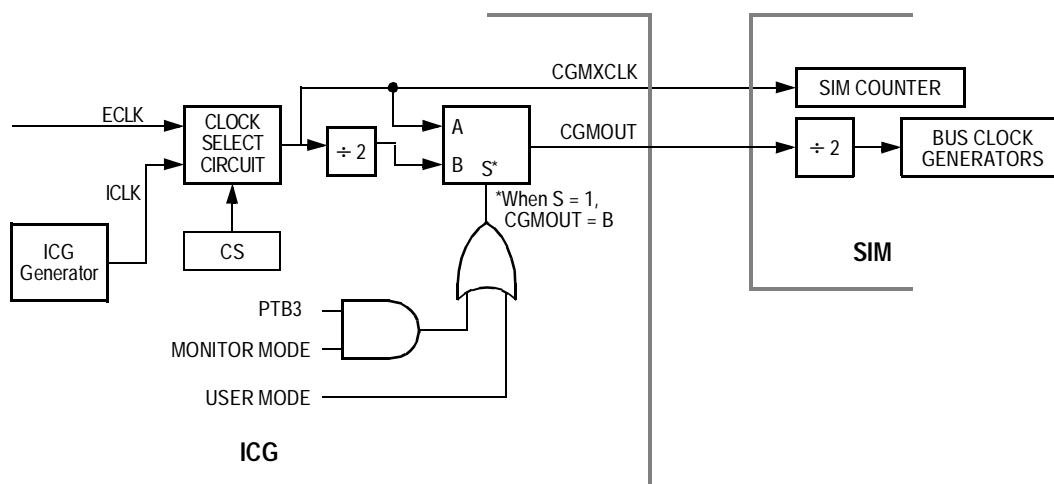 CGMXCLK
SIM COUNTER
ECLK
CLOCK
SELECT
CIRCUIT
÷ 2
A
B
S*
CGMOUT
÷ 2
BUS CLOCK
GENERATORS
ICLK
*When S = 1,
CGMOUT = B
ICG
Generator
CS
SIM
PTB3
MONITOR MODE
USER MODE
ICG